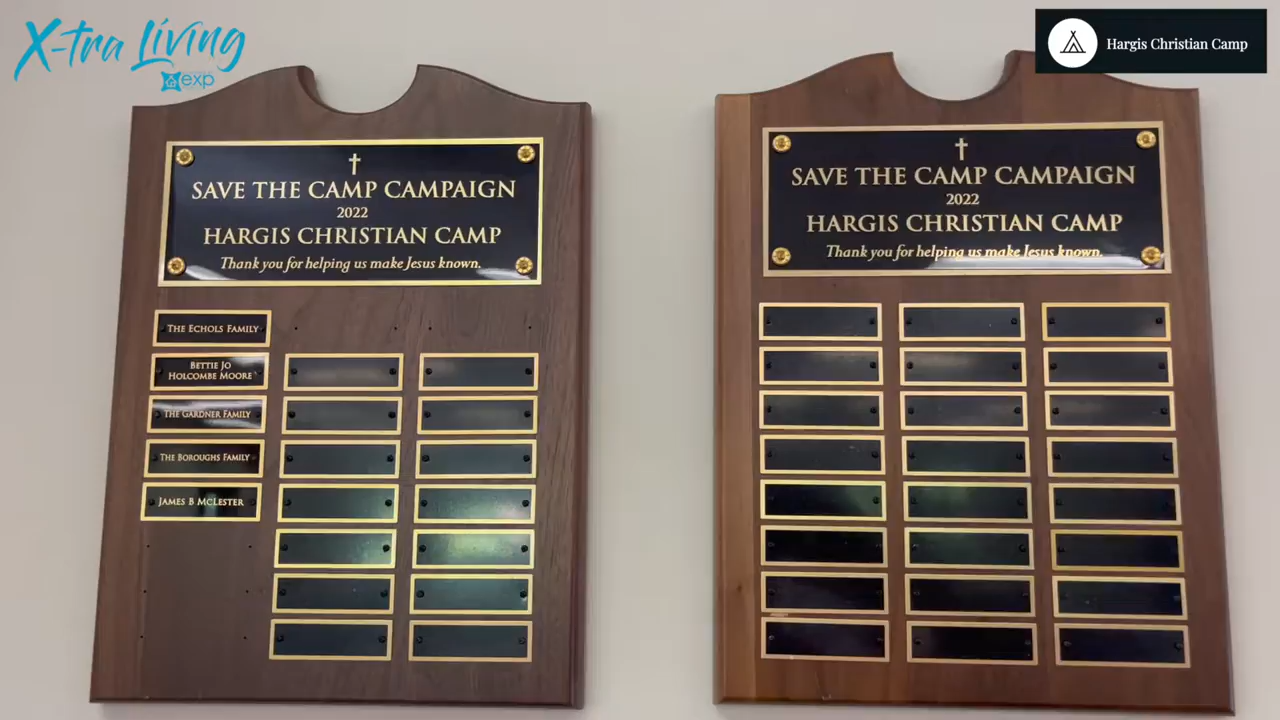 X-tra Living
exp
Hargis Christian Camp
SAVE THE CAMP CAMPAIGN
2022
HARGIS CHRISTIAN CAMP
Thank you for helping us make Jesus known.
THE ECHOLS FAMILY
BETTIE JO
HOLCOMBE MOORE
THE GARDNER FAMILY
THE BOROUGHS FAMILY
JAMES B MCLESTER
SAVE THE CAMP CAMPAIGN
2022
HARGIS CHRISTIAN CAMP
Thank you for helping us make Jesus known.